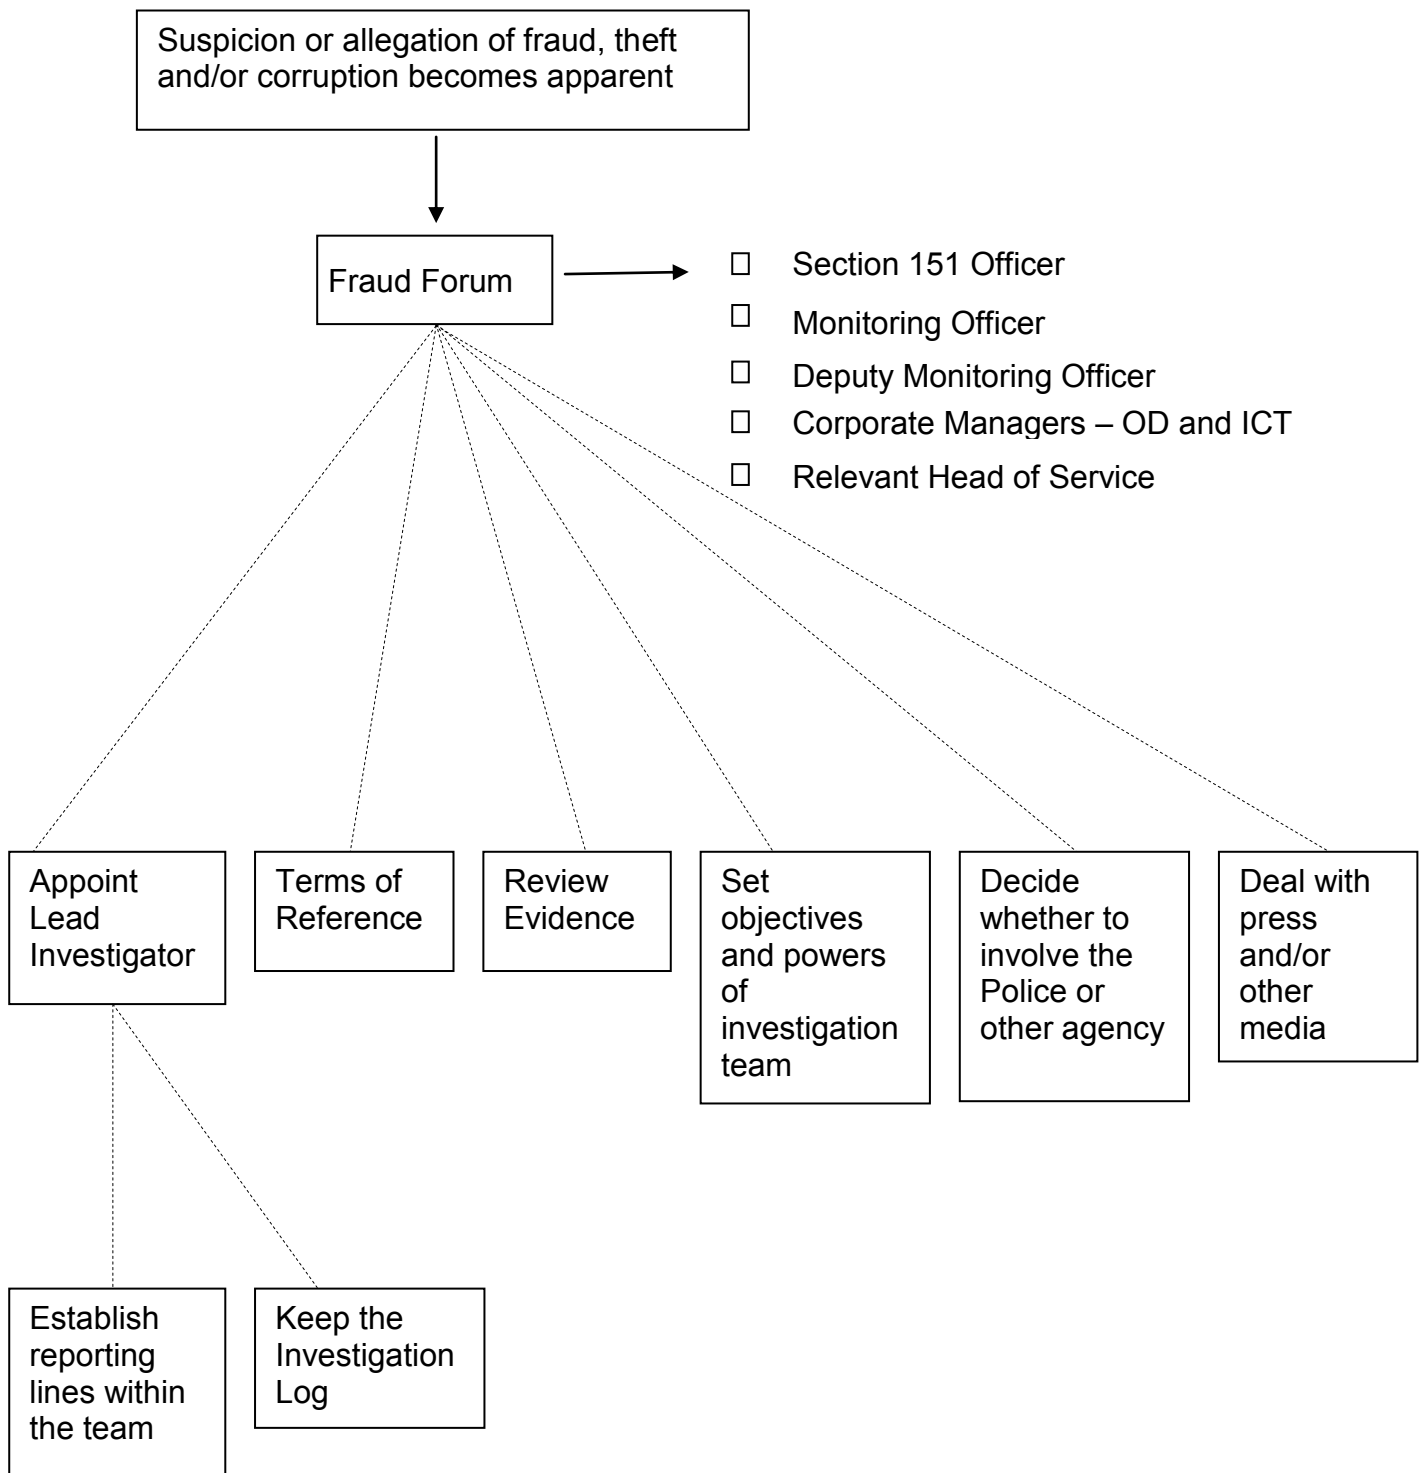 Suspicion or allegation of fraud, theft
and/or corruption becomes apparent
Fraud Forum
Section 151 Officer
Monitoring Officer
Deputy Monitoring Officer
Corporate Managers – OD and ICT
Relevant Head of Service
Appoint
Lead
Investigator
Terms of
Reference
Review
Evidence
Set
objectives
and powers
of
investigation
team
Decide
whether to
involve the
Police or
other agency
Deal with
press
and/or
other
media
Establish
reporting
lines within
the team
Keep the
Investigation
Log